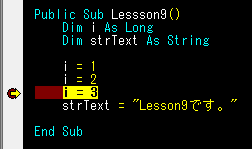 Public Sub Lessson9()
Dim i As Long
Dim strText As String
i = 1
i = 2
i = 3
strText = "Lesson9です。"
End Sub